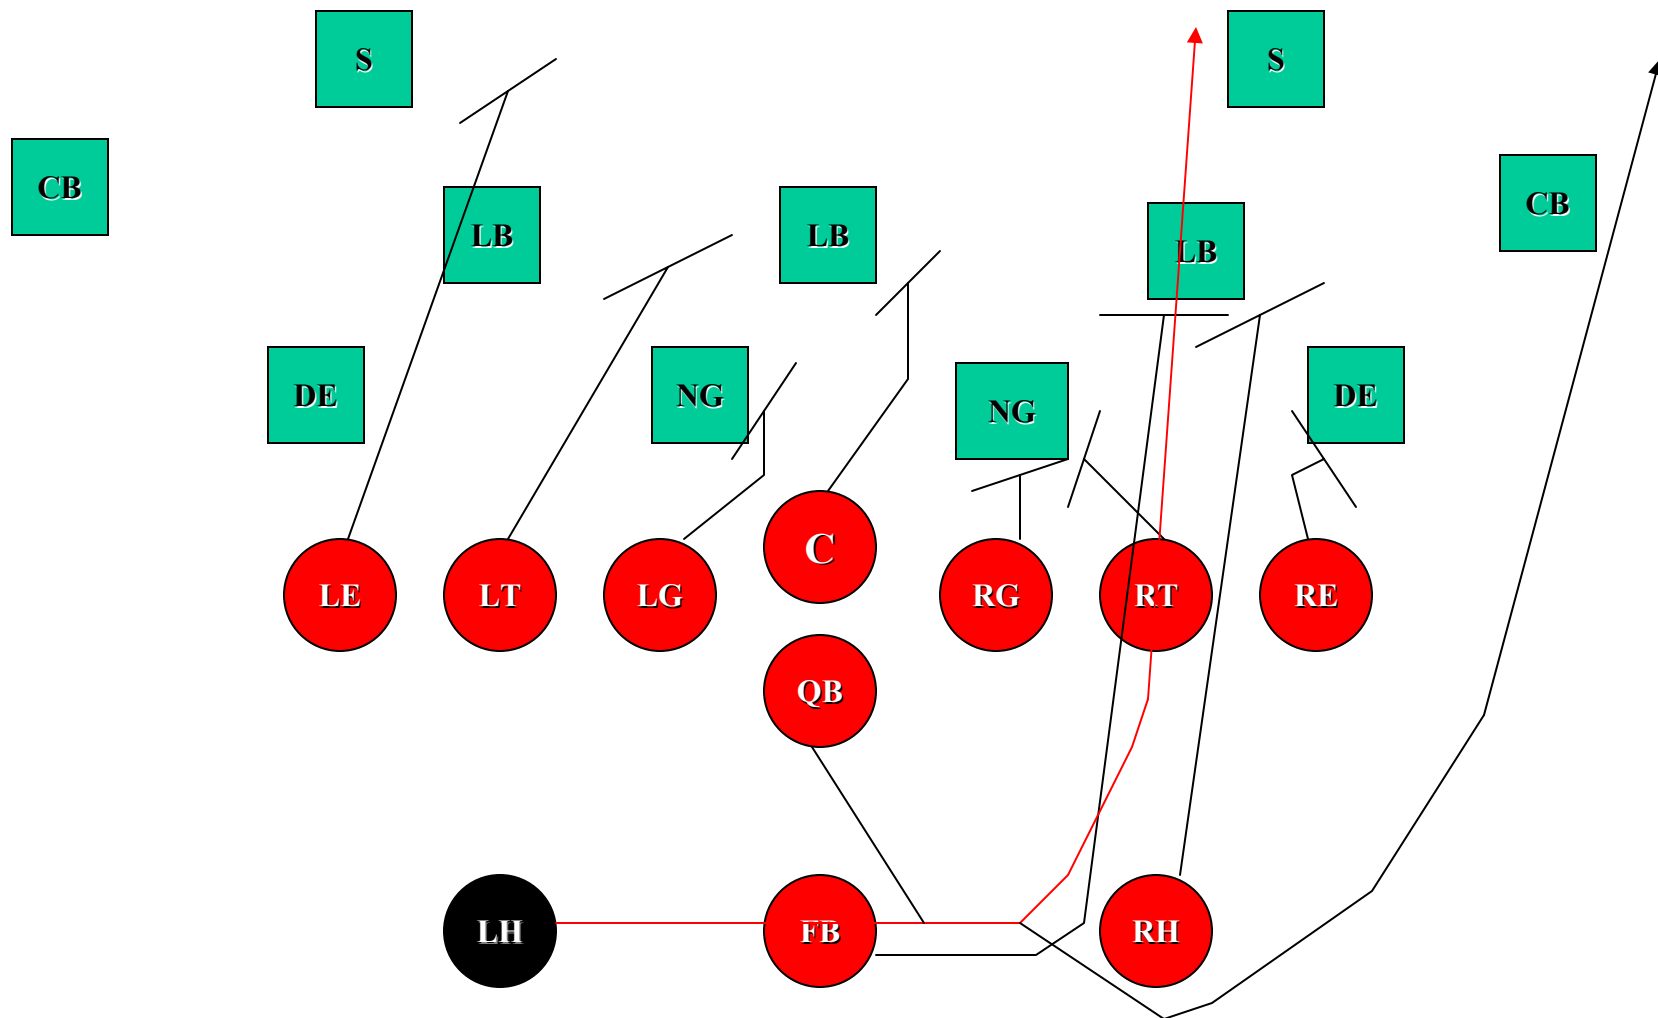 S
S
CB
CB
LB
LB
LB
DE
NG
NG
DE
C
LE
LT
LG
RG
RT
RE
QB
LH
FB
RH